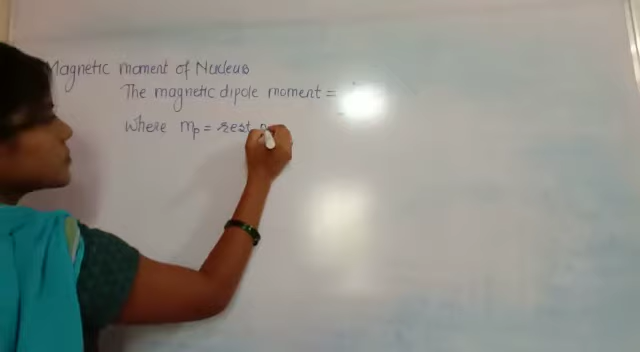 Magnetic moment of Nucleus
The magnetic dipole moment =
Where mp = rest